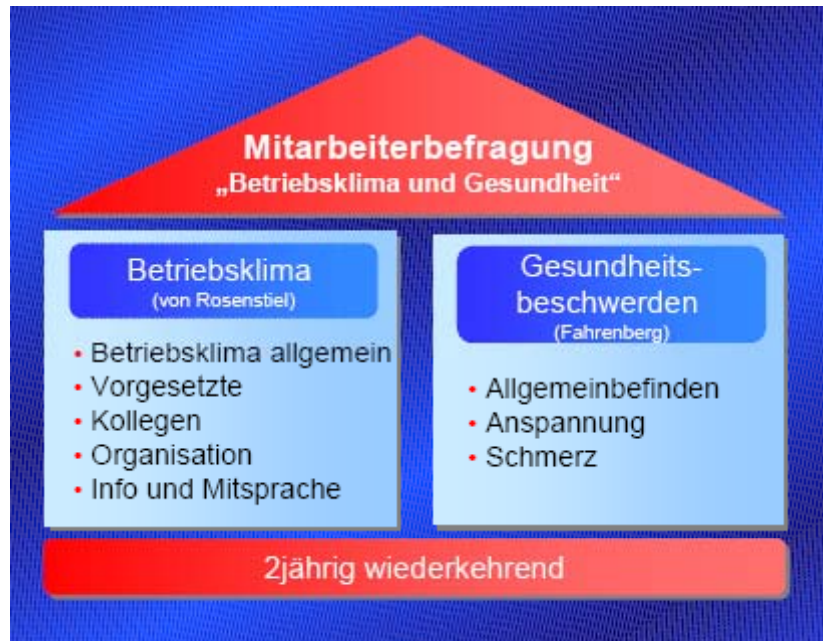 Mitarbeiterbefragung
„Betriebsklima und Gesundheit“
Betriebsklima
(von Rosenstiel)
• Betriebsklima allgemein
• Vorgesetzte
• Kollegen
• Organisation
• Info und Mitsprache
Gesundheits-
beschwerden
(Fahrenberg)
• Allgemeinbefinden
• Anspannung
• Schmerz
2jährig wiederkehrend